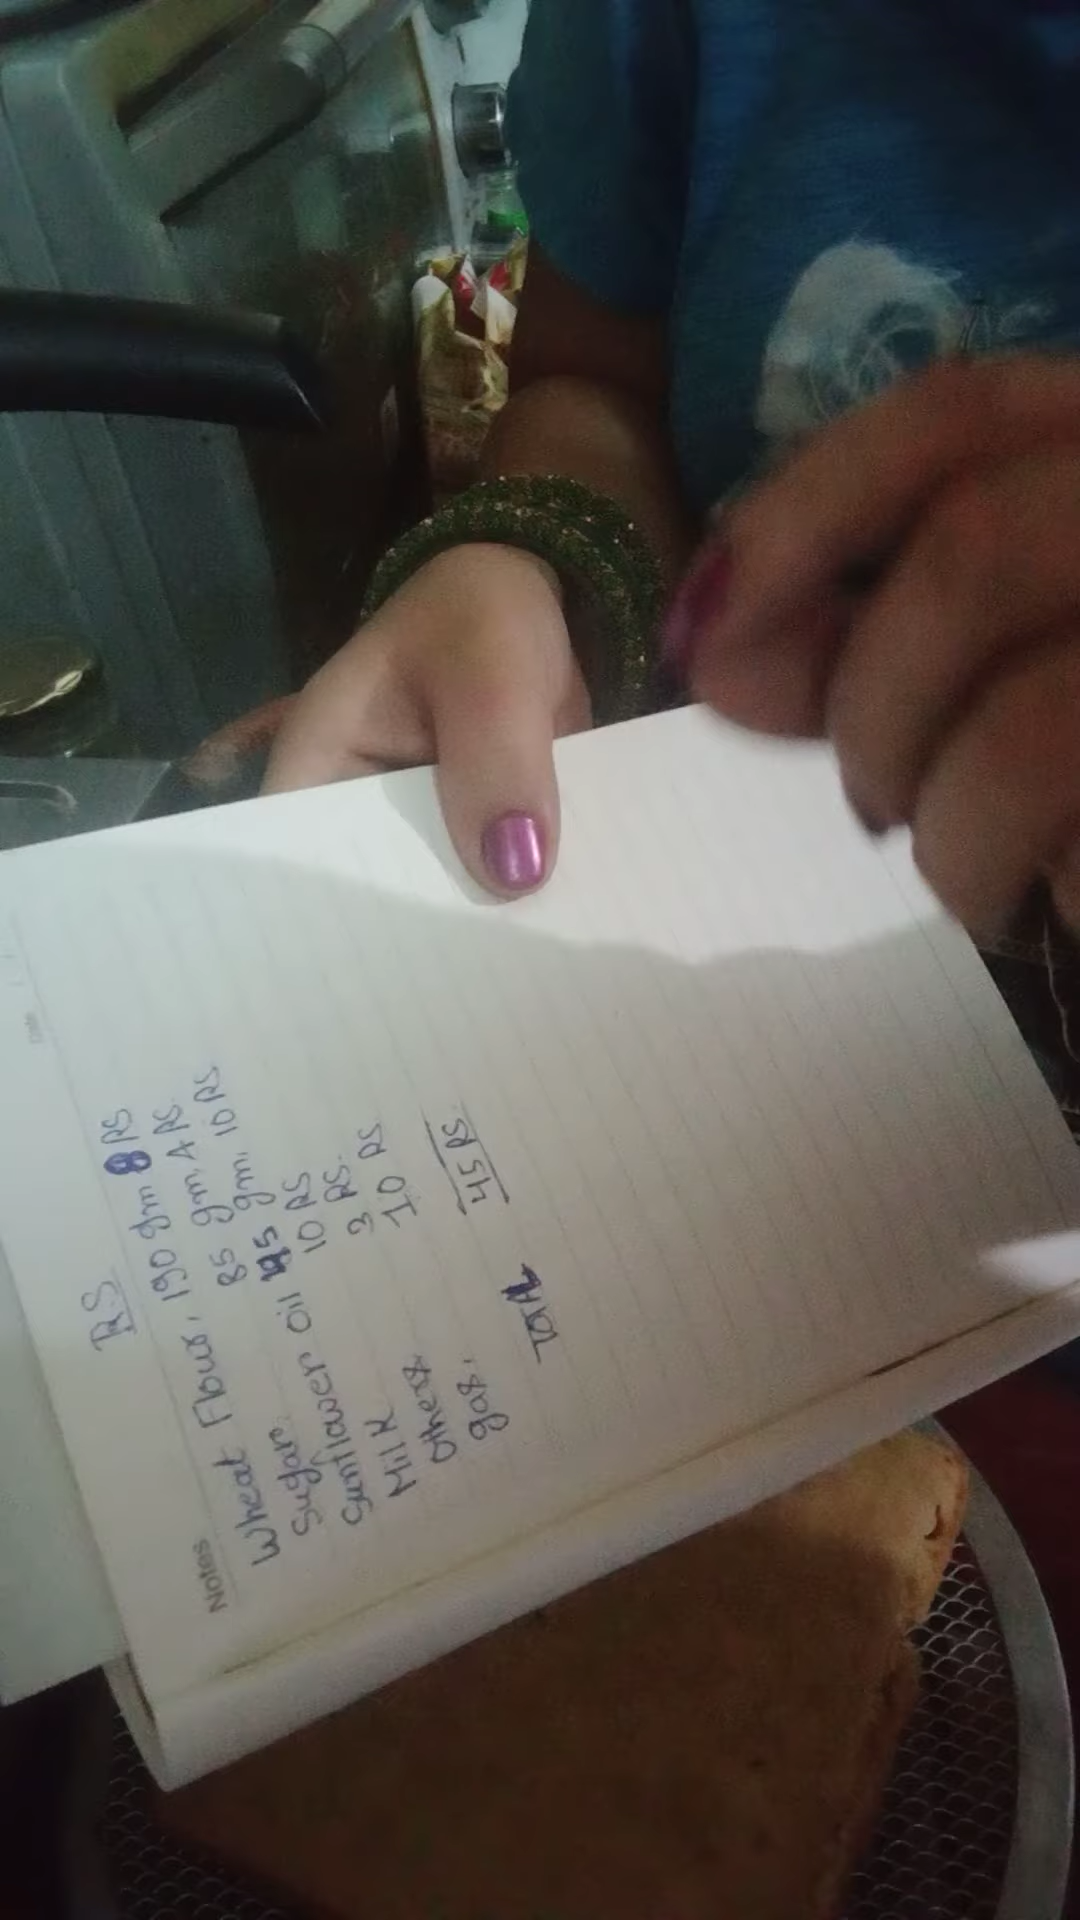 Notes
RS
Wheat Flour, 190 gm 8 RS
Sugar. 85 gm. 4 RS.
Sunflower oil 95 gm. 10 RS
Milk 10 RS
Others. 3 RS.
gas. 10 RS
TOTAL 45 RS.